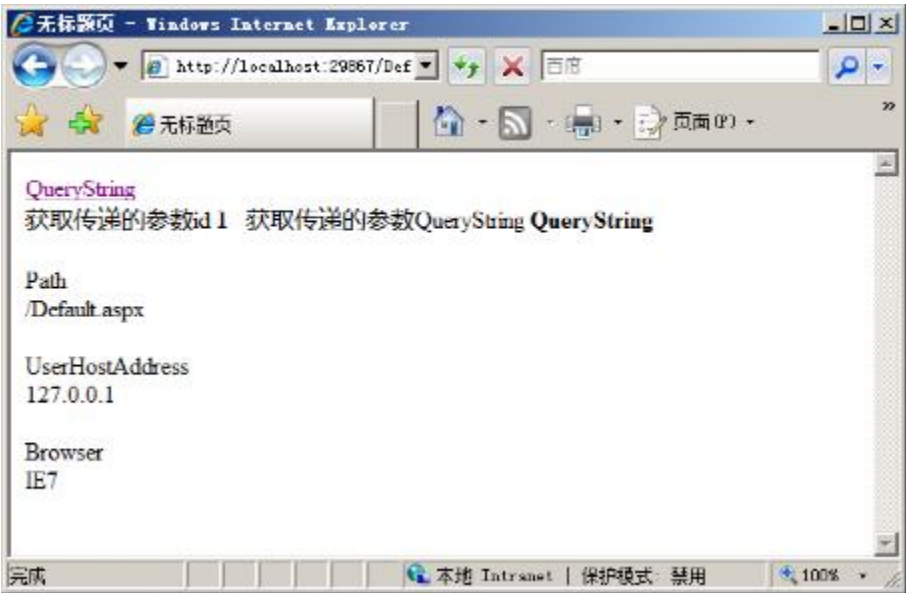 无标题页 - Windows Internet Explorer
http://localhost:29867/Def
百度
无标题页
页面(P)
QueryString
获取传递的参数id 1 获取传递的参数QueryString QueryString
Path
/Default.aspx
UserHostAddress
127.0.0.1
Browser
IE7
完成
本地 Intranet | 保护模式: 禁用
100%